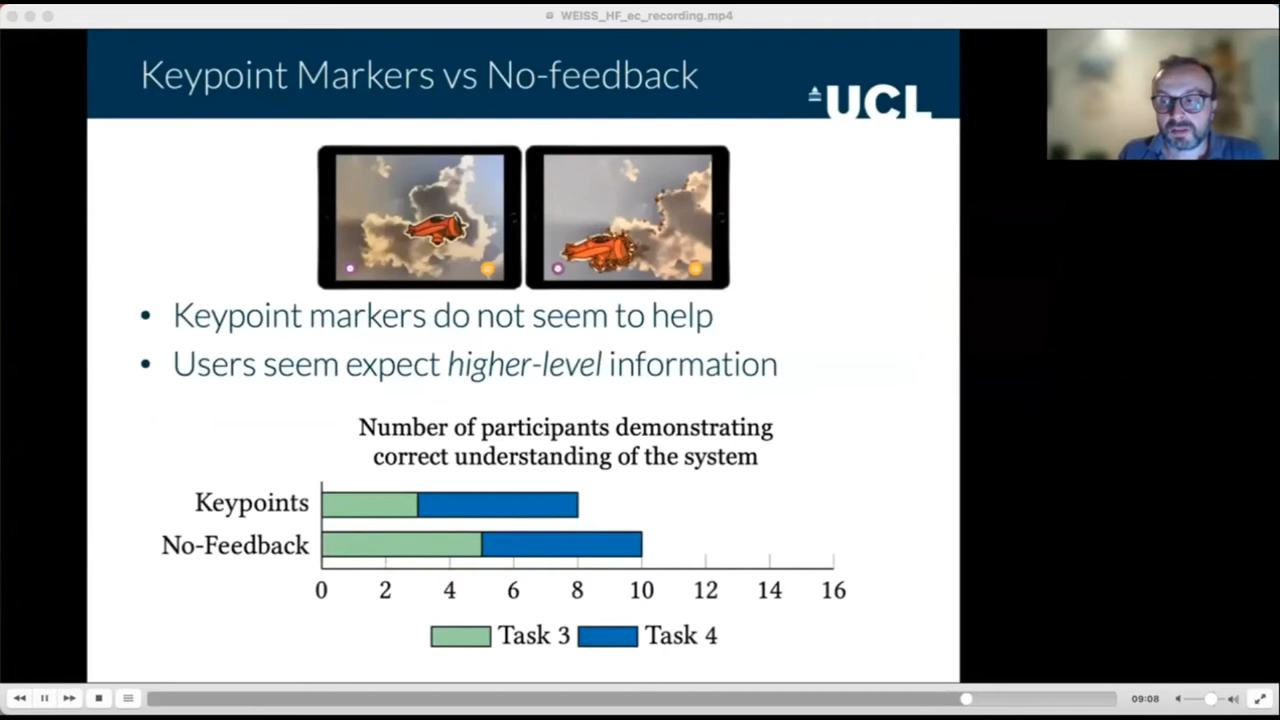 WEISS_HF_ec_recording.mp4
Keypoint Markers vs No-feedback
UCL
• Keypoint markers do not seem to help
• Users seem expect higher-level information
Number of participants demonstrating
correct understanding of the system
Keypoints
No-Feedback
0 2 4 6 8 10 12 14 16
Task 3 Task 4
09:08